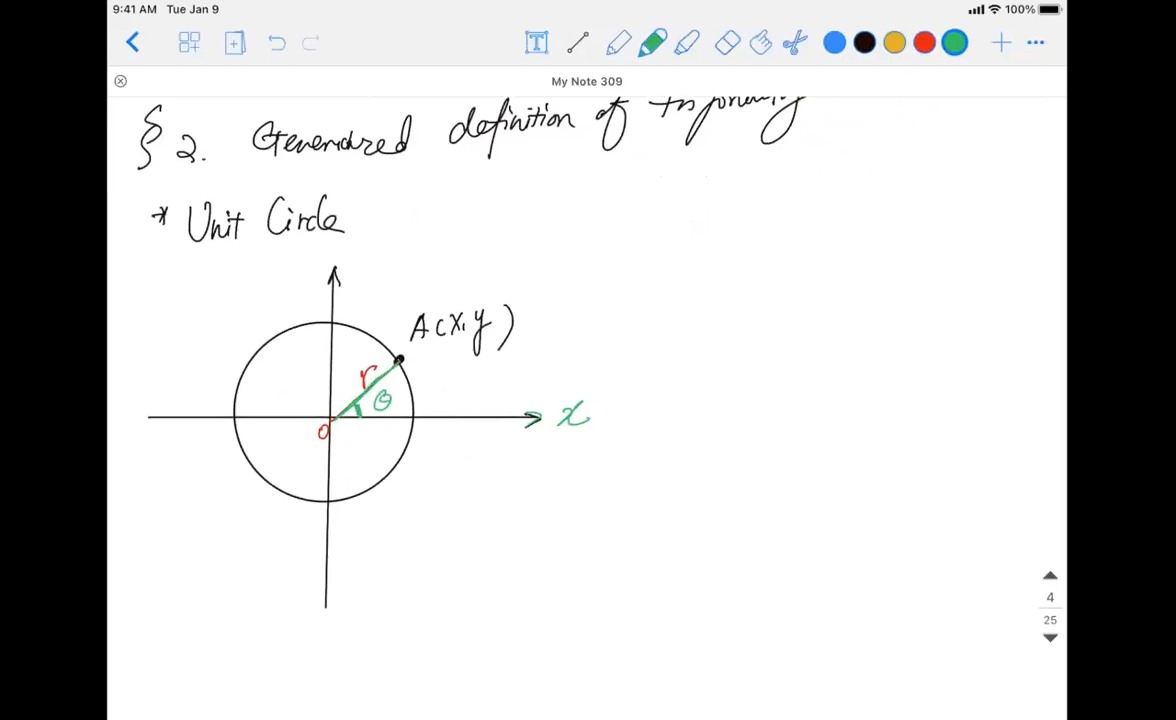 9:41 AM Tue Jan 9
100%
My Note 309
§ 2. Generalized definition of
* Unit Circle
A(x, y)
r
θ
x
O
4
25